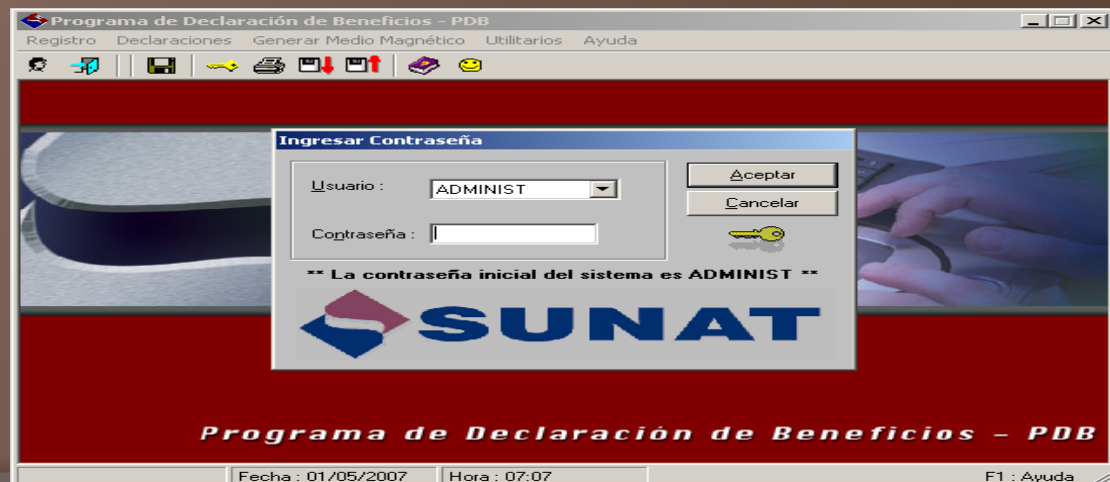 Programa de Declaración de Beneficios - PDB
Registro Declaraciones Generar Medio Magnético Utilitarios Ayuda
Ingresar Contraseña
Usuario : ADMINIST Aceptar
Cancelar
Contraseña :
** La contraseña inicial del sistema es ADMINIST **
SUNAT
Programa de Declaración de Beneficios - PDB
Fecha : 01/05/2007 Hora : 07:07 F1 : Ayuda